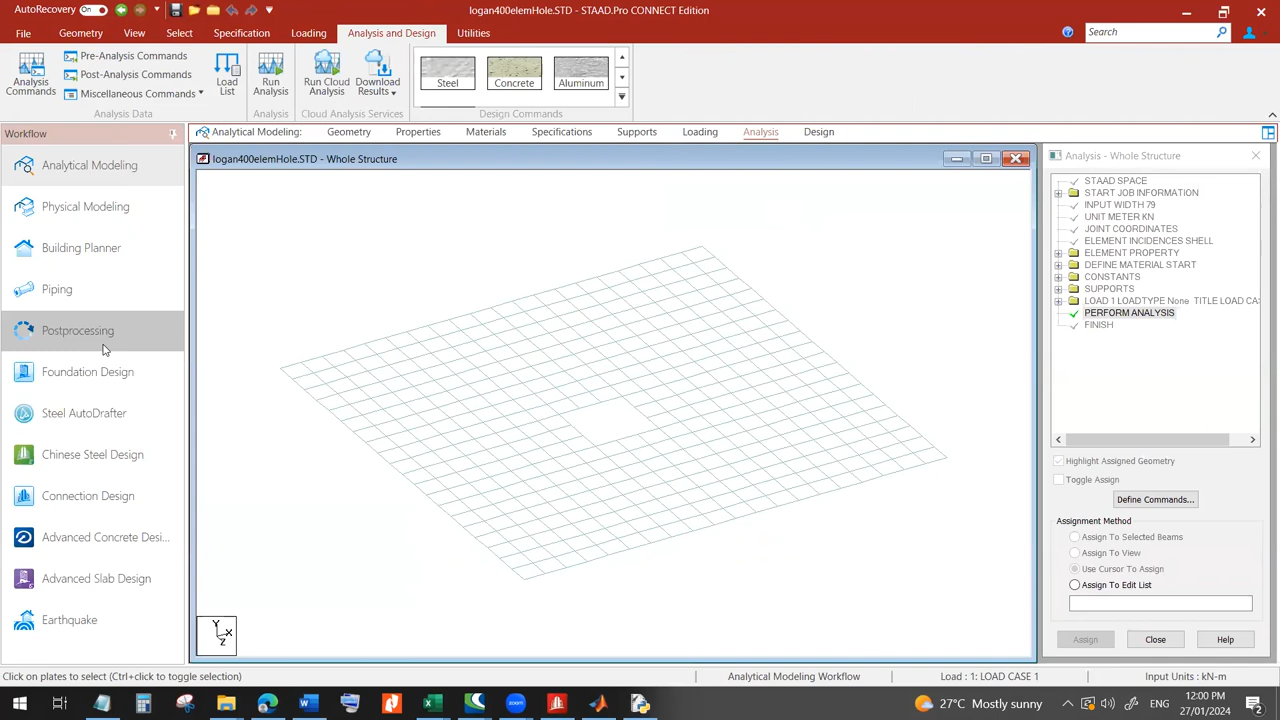 AutoRecovery On
logan400elemHole.STD - STAAD.Pro CONNECT Edition
File
Geometry
View
Select
Specification
Loading
Analysis and Design
Utilities
Search
Analysis Commands
Pre-Analysis Commands
Post-Analysis Commands
Miscellaneous Commands
Load List
Run Analysis
Run Cloud Analysis
Download Results
Steel
Concrete
Aluminum
Analysis Data
Analysis
Cloud Analysis Services
Design Commands
Workflow
Analytical Modeling:
Geometry
Properties
Materials
Specifications
Supports
Loading
Analysis
Design
Analytical Modeling
Physical Modeling
Building Planner
Piping
Postprocessing
Foundation Design
Steel AutoDrafter
Chinese Steel Design
Connection Design
Advanced Concrete Desi...
Advanced Slab Design
Earthquake
logan400elemHole.STD - Whole Structure
Y
X
Z
Analysis - Whole Structure
STAAD SPACE
START JOB INFORMATION
INPUT WIDTH 79
UNIT METER KN
JOINT COORDINATES
ELEMENT INCIDENCES SHELL
ELEMENT PROPERTY
DEFINE MATERIAL START
CONSTANTS
SUPPORTS
LOAD 1 LOADTYPE None TITLE LOAD CA
PERFORM ANALYSIS
FINISH
Highlight Assigned Geometry
Toggle Assign
Define Commands...
Assignment Method
Assign To Selected Beams
Assign To View
Use Cursor To Assign
Assign To Edit List
Assign
Close
Help
Click on plates to select (Ctrl+click to toggle selection)
Analytical Modeling Workflow
Load : 1: LOAD CASE 1
Input Units : kN-m
zoom
27°C Mostly sunny
ENG
12:00 PM
27/01/2024
2